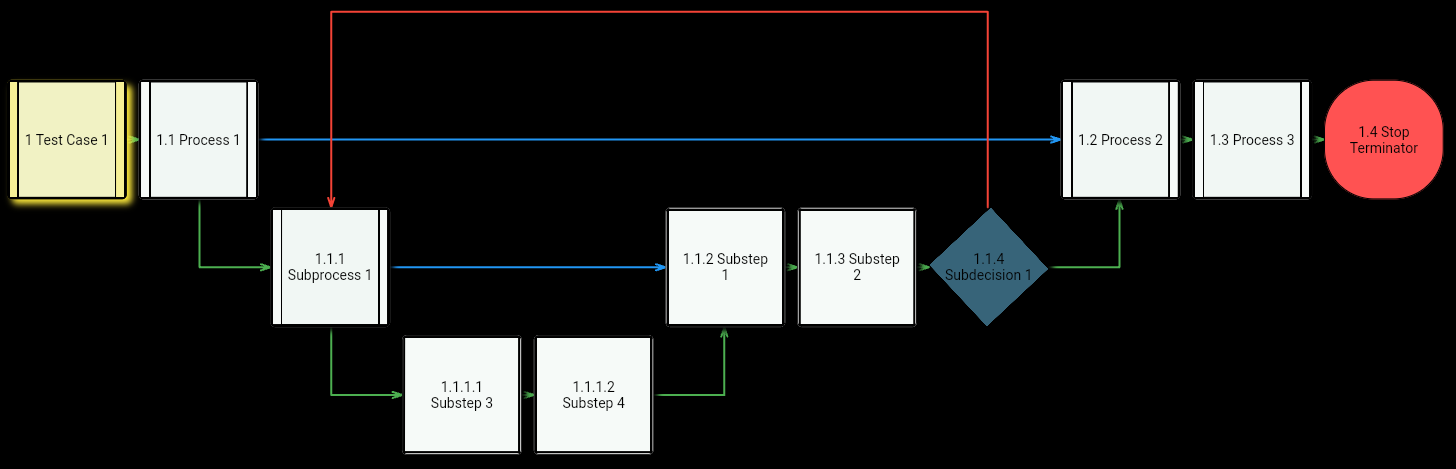 1 Test Case 1
1.1 Process 1
1.2 Process 2
1.3 Process 3
1.4 Stop
Terminator
1.1.1
Subprocess 1
1.1.2 Substep
1
1.1.3 Substep
2
1.1.4
Subdecision 1
1.1.1.1
Substep 3
1.1.1.2
Substep 4